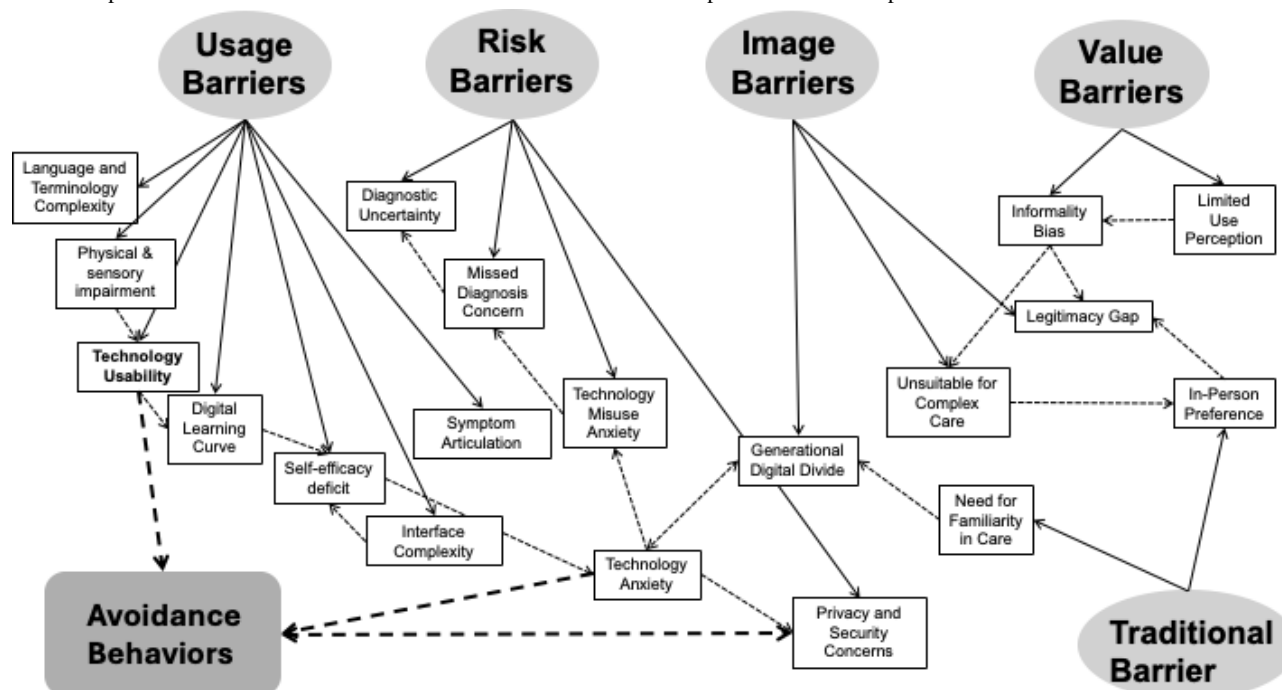 Usage
Barriers
Risk
Barriers
Image
Barriers
Value
Barriers
Language and
Terminology
Complexity
Diagnostic
Uncertainty
Informality
Bias
Limited
Use
Perception
Physical &
sensory
impairment
Missed
Diagnosis
Concern
Legitimacy Gap
Technology
Usability
Digital
Learning
Curve
Symptom
Articulation
Technology
Misuse
Anxiety
Unsuitable for
Complex
Care
In-Person
Preference
Self-efficacy
deficit
Generational
Digital Divide
Interface
Complexity
Need for
Familiarity
in Care
Technology
Anxiety
Avoidance
Behaviors
Privacy and
Security
Concerns
Traditional
Barrier